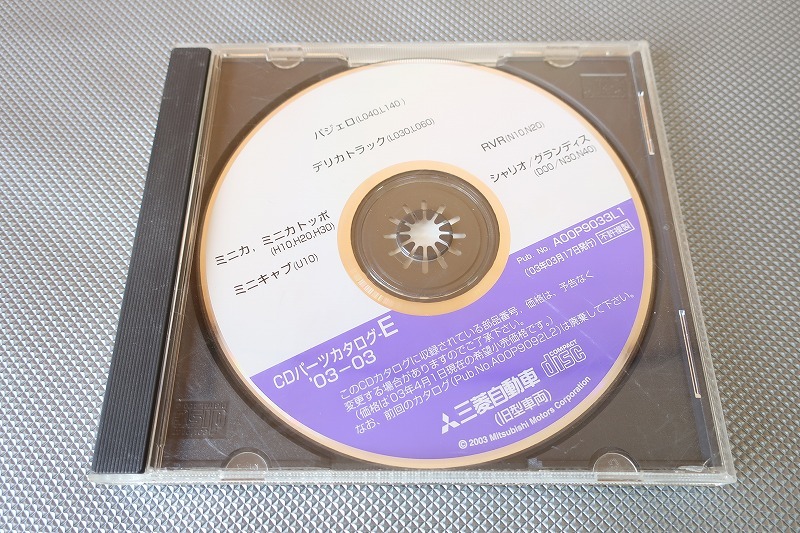 パジェロ(L040,L140)
デリカトラック(L030,L060)
RVR(N10,N20)
シャリオ/グランディス
(D00/N30,N40)
ミニカ, ミニカトッポ
(H10,H20,H30)
ミニキャブ(U10)
Pub No. A00P9033L1
('03年03月17日発行) 不許複製
CDパーツカタログ-E
'03-03
このCDカタログに収録されている部品番号, 価格は, 予告なく
変更する場合がありますのでご了承下さい。
(価格は'03年4月1日現在の希望小売価格です。)
なお, 前回のカタログ(Pub No.A00P9092L2)は廃棄して下さい。
三菱自動車
(旧型車両)
COMPACT
disc
© 2003 Mitsubishi Motors Corporation